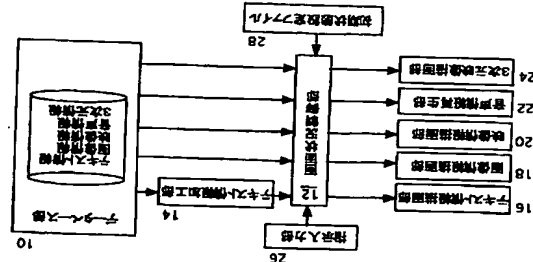 26
指示入力部
10
データベース部
テキスト情報
画像情報
映像情報
音声情報
3次元情報
14
テキスト情報加工部
12
画面状況制御部
16
テキスト情報描画部
18
画像情報描画部
20
映像情報描画部
22
音声情報再生部
24
3次元映像描画部
28
初期状態設定ファイル